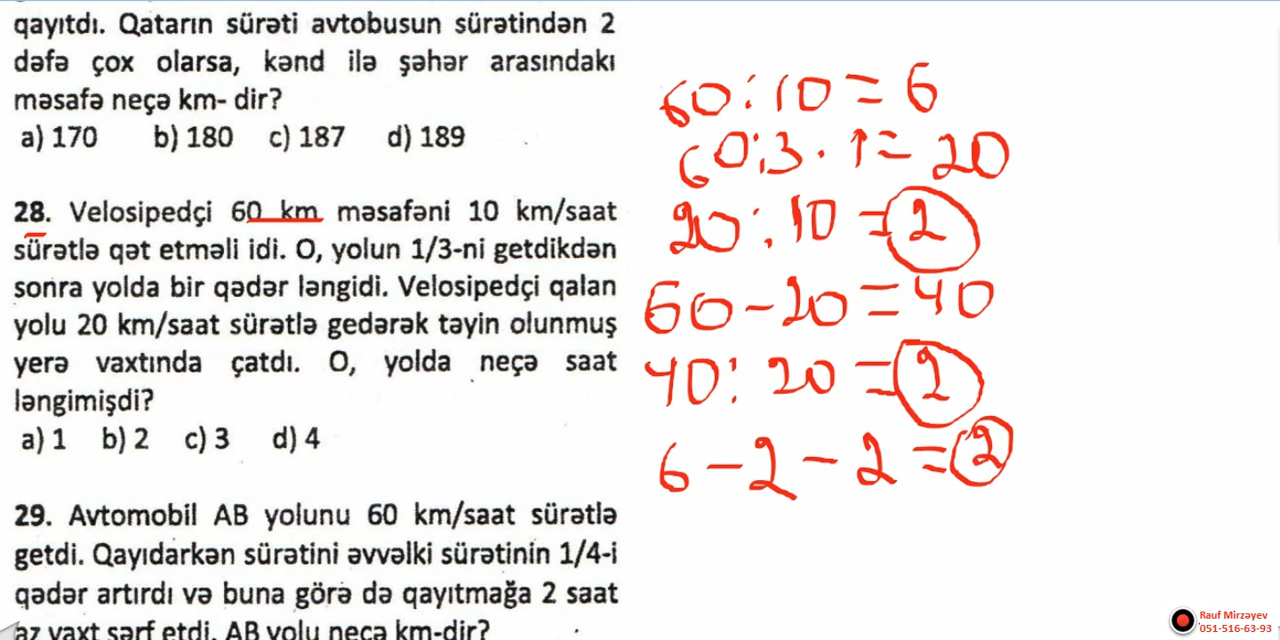 qayıtdı. Qatarın sürəti avtobusun sürətindən 2
dəfə çox olarsa, kənd ilə şəhər arasındakı
məsafə neçə km- dir?
a) 170 b) 180 c) 187 d) 189
28. Velosipedçi 60 km məsafəni 10 km/saat
sürətlə qət etməli idi. O, yolun 1/3-ni getdikdən
sonra yolda bir qədər ləngidi. Velosipedçi qalan
yolu 20 km/saat sürətlə gedərək təyin olunmuş
yerə vaxtında çatdı. O, yolda neçə saat
ləngimişdi?
a) 1 b) 2 c) 3 d) 4
29. Avtomobil AB yolunu 60 km/saat sürətlə
getdi. Qayıdarkən sürətini əvvəlki sürətinin 1/4-i
qədər artırdı və buna görə də qayıtmağa 2 saat
az vaxt sərf etdi. AB yolu neçə km-dir?
60:10=6
60:3·1=20
20:10=2
60-20=40
40:20=2
6-2-2=2
Rauf Mirzəyev
051-516-63-93